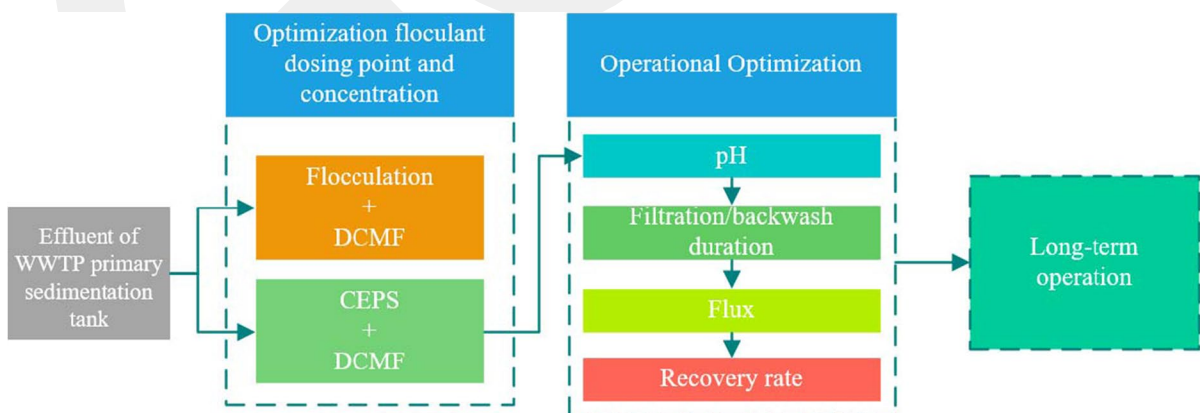 Optimization floculant
dosing point and
concentration
Operational Optimization
Flocculation
+
DCMF
CEPS
+
DCMF
Effluent of
WWTP primary
sedimentation
tank
pH
Filtration/backwash
duration
Flux
Recovery rate
Long-term
operation